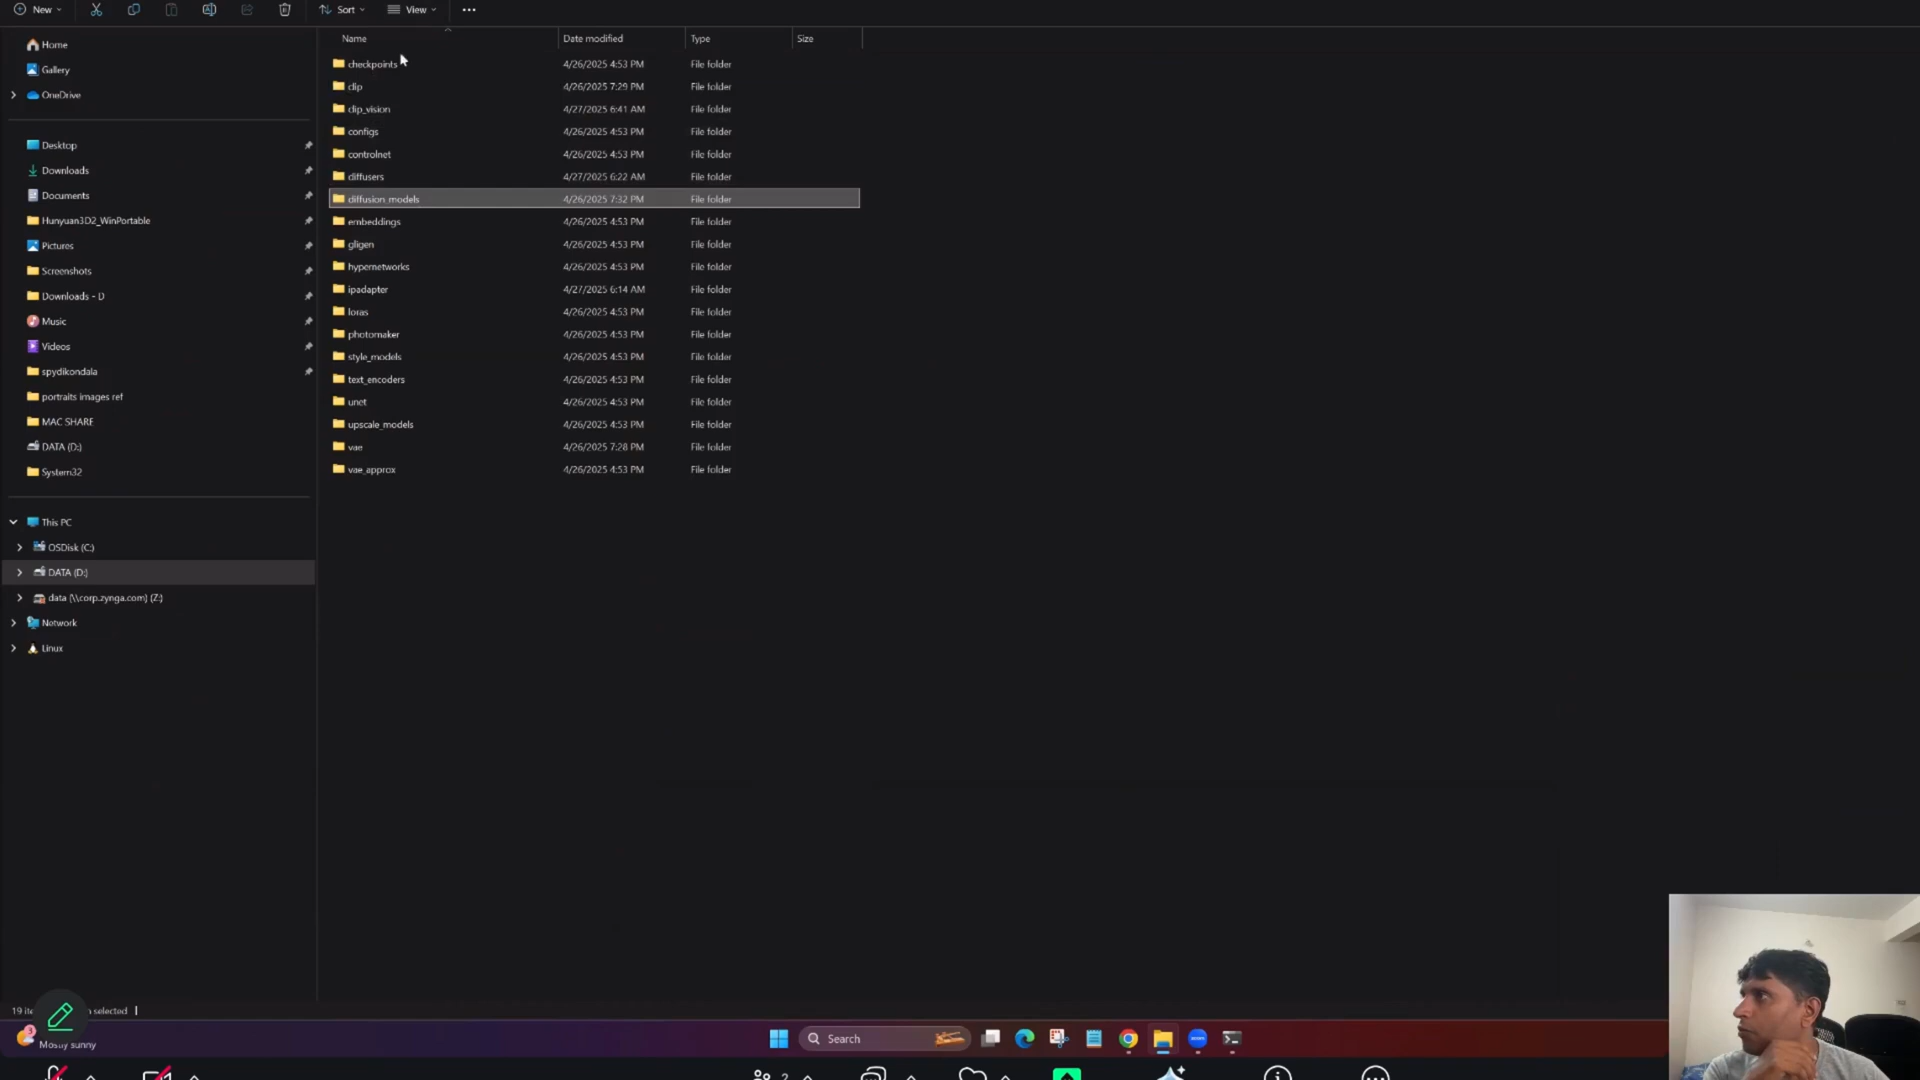 New
Sort
View
Home
Gallery
OneDrive
Desktop
Downloads
Documents
Hunyuan3D2_WinPortable
Pictures
Screenshots
Downloads - D
Music
Videos
spydikondala
portraits images ref
MAC SHARE
DATA (D:)
System32
This PC
OSDisk (C:)
DATA (D:)
data (\\corp.zynga.com) (Z:)
Network
Linux
Name Date modified Type Size
checkpoints 4/26/2025 4:53 PM File folder
clip 4/26/2025 7:29 PM File folder
clip_vision 4/27/2025 6:41 AM File folder
configs 4/26/2025 4:53 PM File folder
controlnet 4/26/2025 4:53 PM File folder
diffusers 4/27/2025 6:22 AM File folder
diffusion_models 4/26/2025 7:32 PM File folder
embeddings 4/26/2025 4:53 PM File folder
gligen 4/26/2025 4:53 PM File folder
hypernetworks 4/26/2025 4:53 PM File folder
ipadapter 4/27/2025 6:14 AM File folder
loras 4/26/2025 4:53 PM File folder
photomaker 4/26/2025 4:53 PM File folder
style_models 4/26/2025 4:53 PM File folder
text_encoders 4/26/2025 4:53 PM File folder
unet 4/26/2025 4:53 PM File folder
upscale_models 4/26/2025 4:53 PM File folder
vae 4/26/2025 7:28 PM File folder
vae_approx 4/26/2025 4:53 PM File folder
19 selected
3
Mostly sunny
Search
2